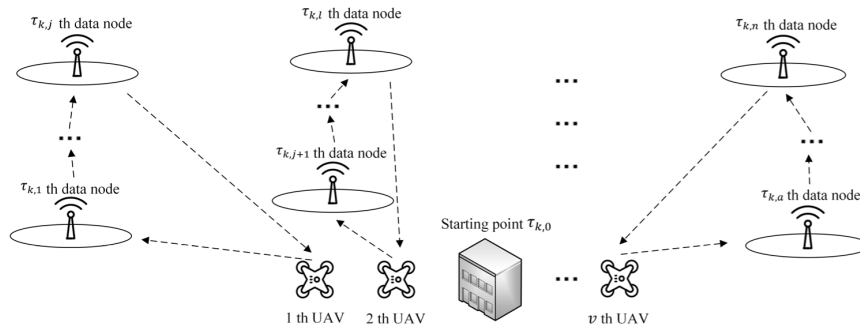 τ_{k,j} th data node
τ_{k,l} th data node
τ_{k,n} th data node
...
...
...
...
...
...
τ_{k,1} th data node
τ_{k,j+1} th data node
τ_{k,a} th data node
Starting point τ_{k,0}
...
1 th UAV
2 th UAV
v th UAV